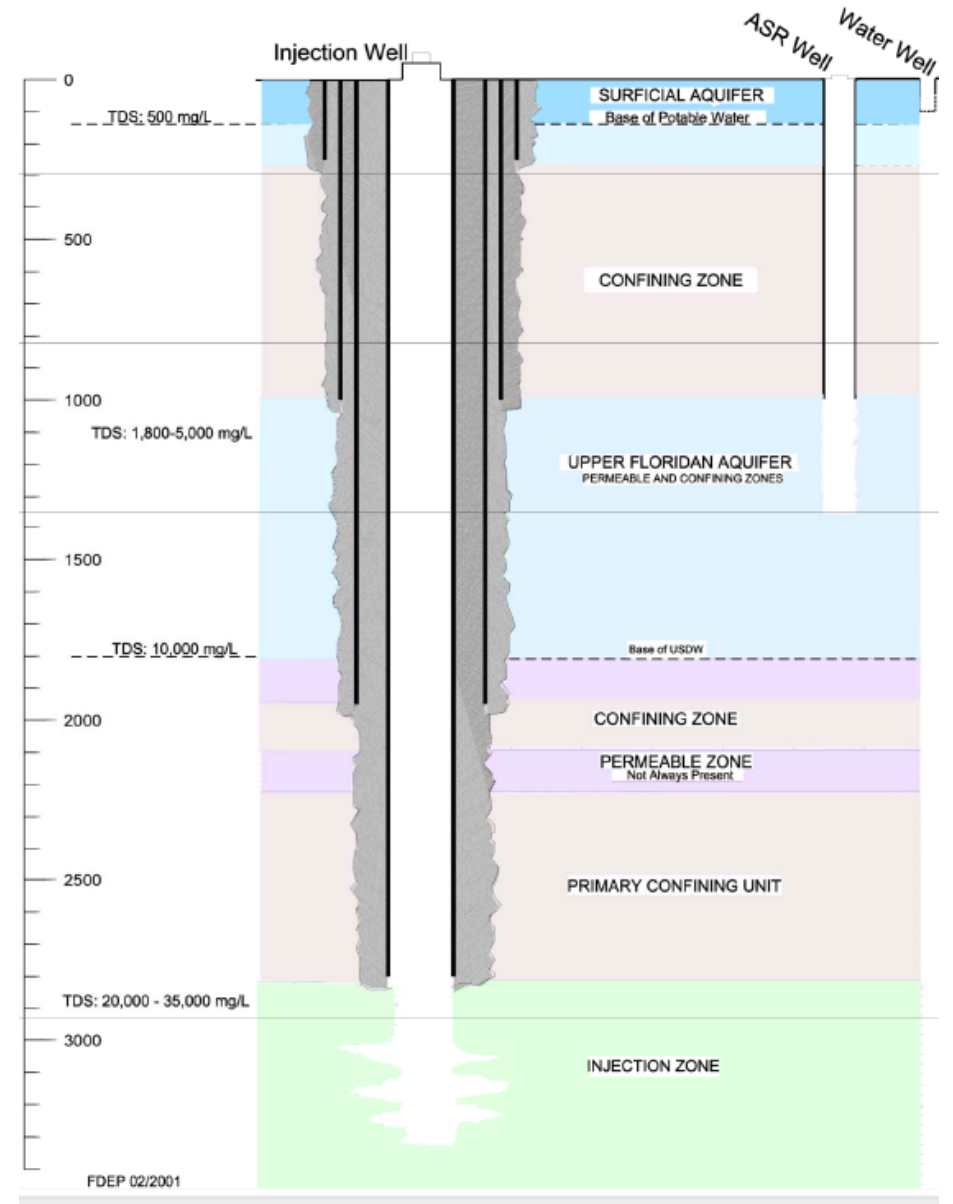 Injection Well
ASR Well
Water Well
0
SURFICIAL AQUIFER
TDS: 500 mg/L
Base of Potable Water
500
CONFINING ZONE
1000
TDS: 1,800-5,000 mg/L
UPPER FLORIDAN AQUIFER
PERMEABLE AND CONFINING ZONES
1500
TDS: 10,000 mg/L
Base of USDW
2000
CONFINING ZONE
PERMEABLE ZONE
Not Always Present
2500
PRIMARY CONFINING UNIT
TDS: 20,000 - 35,000 mg/L
3000
INJECTION ZONE
FDEP 02/2001